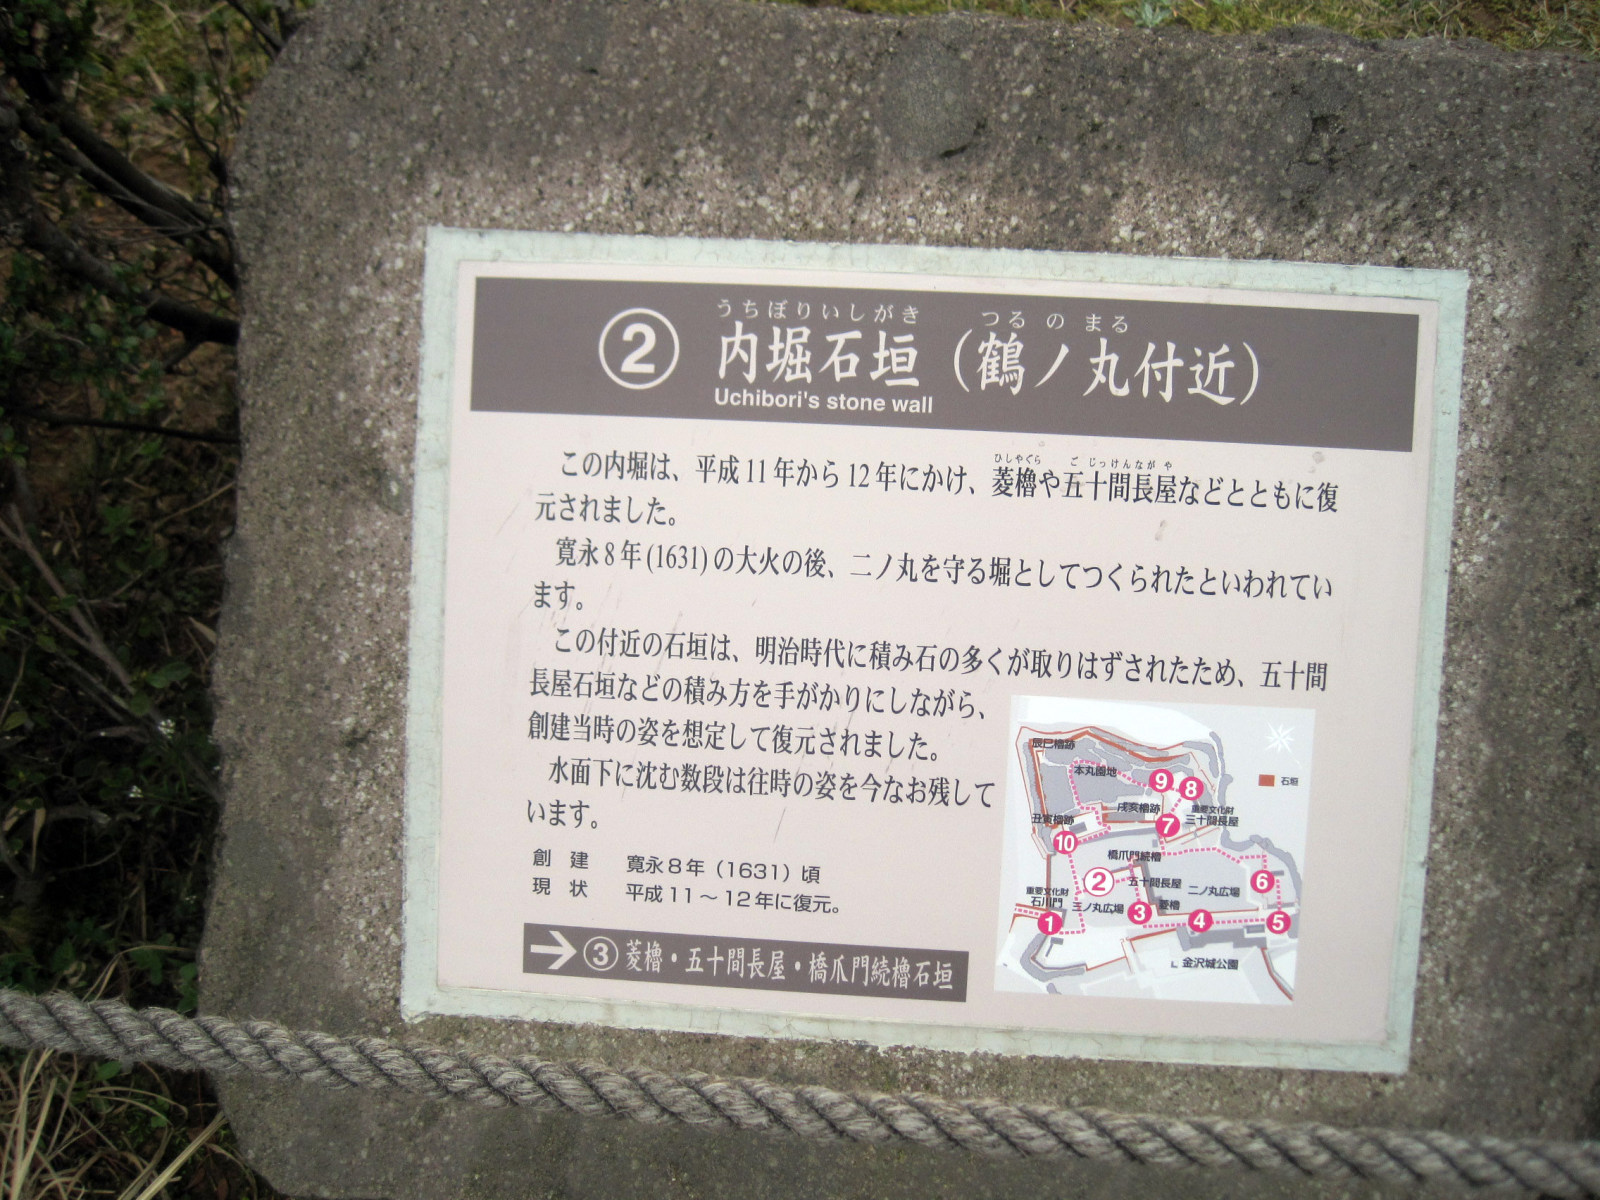 ② 内堀石垣（鶴ノ丸付近）
うちぼりいしがき つるのまる
Uchibori's stone wall
ひしやぐら ごじっけんながや
この内堀は、平成11年から12年にかけ、菱櫓や五十間長屋などとともに復
元されました。
寛永8年(1631)の大火の後、二ノ丸を守る堀としてつくられたといわれてい
ます。
この付近の石垣は、明治時代に積み石の多くが取りはずされたため、五十間
長屋石垣などの積み方を手がかりにしながら、
創建当時の姿を想定して復元されました。
水面下に沈む数段は往時の姿を今なお残して
います。
創建 寛永8年（1631）頃
現状 平成11～12年に復元。
→ ③ 菱櫓・五十間長屋・橋爪門続櫓石垣
辰巳櫓跡
本丸園地
9
8
石垣
戌亥櫓跡
重要文化財
三十間長屋
丑寅櫓跡
7
10
橋爪門続櫓
2
五十間長屋
二ノ丸広場
6
重要文化財
石川門
三ノ丸広場
菱櫓
1
3
4
5
金沢城公園